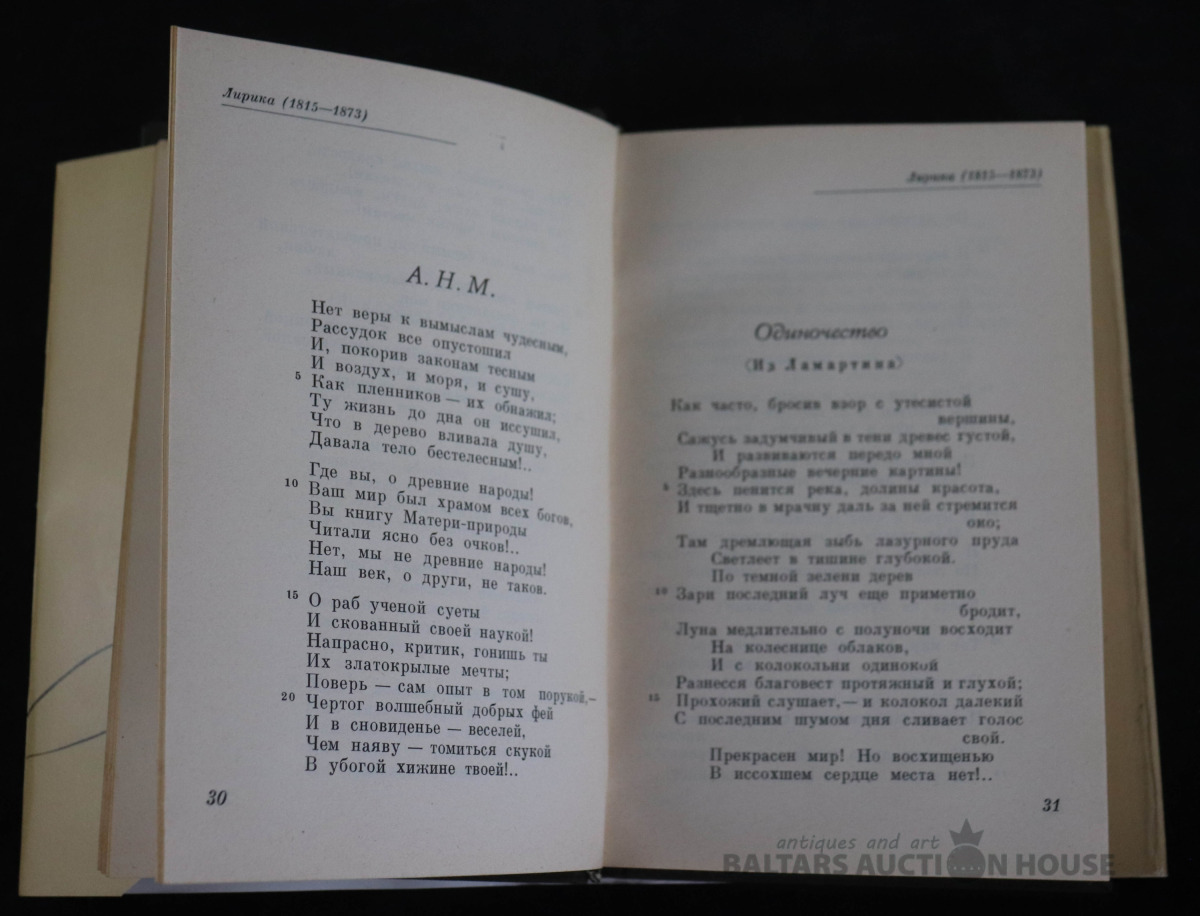 Лирика (1815—1873)
А. Н. М.
Нет веры к вымыслам чудесным,
Рассудок все опустошил
И, покорив законам тесным
И воздух, и моря, и сушу,
5 Как пленников — их обнажил;
Ту жизнь до дна он иссушил,
Что в дерево вливала душу,
Давала тело бестелесным!..
Где вы, о древние народы!
10 Ваш мир был храмом всех богов,
Вы книгу Матери-природы
Читали ясно без очков!..
Нет, мы не древние народы!
Наш век, о други, не таков.
15 О раб ученой суеты
И скованный своей наукой!
Напрасно, критик, гонишь ты
Их златокрылые мечты;
Поверь — сам опыт в том порукой,—
20 Чертог волшебный добрых фей
И в сновиденье — веселей,
Чем наяву — томиться скукой
В убогой хижине твоей!..
30
Лирика (1815—1873)
Одиночество
〈Из Ламартина〉
Как часто, бросив взор с утесистой
вершины,
Сажусь задумчивый в тени древес густой,
И развиваются передо мной
Разнообразные вечерние картины!
5 Здесь пенится река, долины красота,
И тщетно в мрачну даль за ней стремится
око;
Там дремлющая зыбь лазурного пруда
Светлеет в тишине глубокой.
По темной зелени дерев
10 Зари последний луч еще приметно
бродит,
Луна медлительно с полуночи восходит
На колеснице облаков,
И с колокольни одинокой
Разнесся благовест протяжный и глухой;
15 Прохожий слушает,— и колокол далекий
С последним шумом дня сливает голос
свой.
Прекрасен мир! Но восхищенью
В иссохшем сердце места нет!..
31
antiques and art
BALTARS AUCTION HOUSE